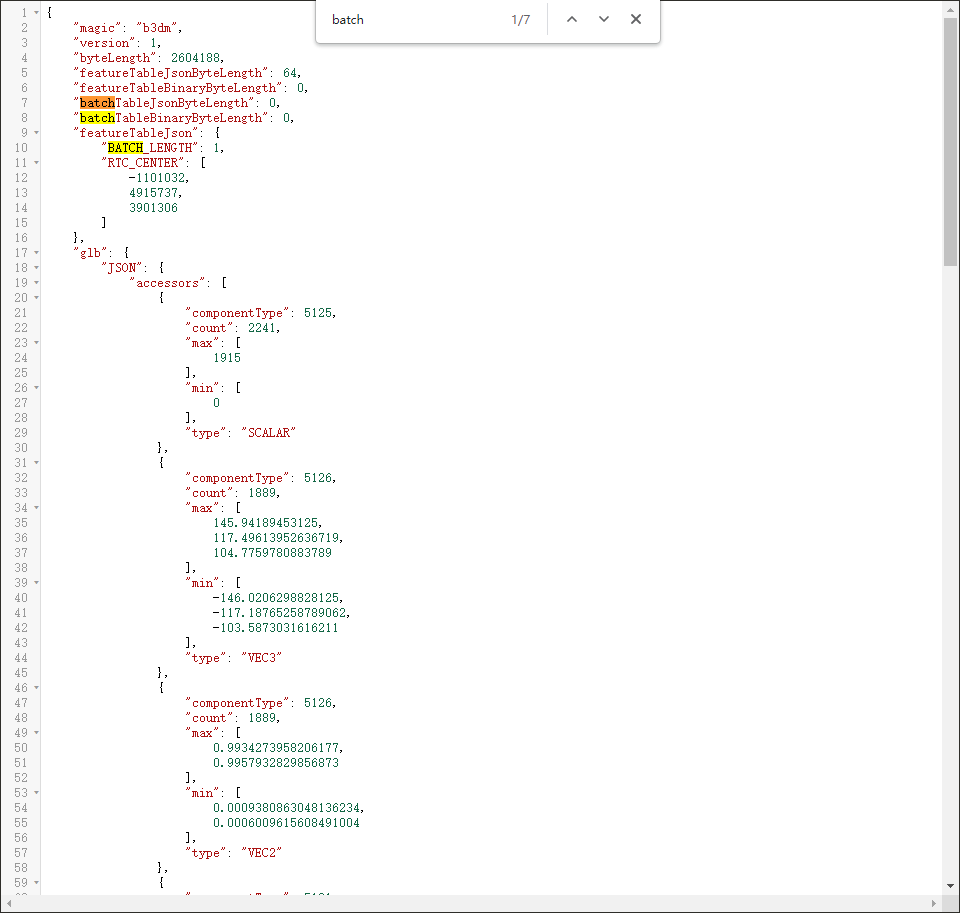 batch 1/7
1 {
2 "magic": "b3dm",
3 "version": 1,
4 "byteLength": 2604188,
5 "featureTableJsonByteLength": 64,
6 "featureTableBinaryByteLength": 0,
7 "batchTableJsonByteLength": 0,
8 "batchTableBinaryByteLength": 0,
9 "featureTableJson": {
10 "BATCH_LENGTH": 1,
11 "RTC_CENTER": [
12 -1101032,
13 4915737,
14 3901306
15 ]
16 },
17 "glb": {
18 "JSON": {
19 "accessors": [
20 {
21 "componentType": 5125,
22 "count": 2241,
23 "max": [
24 1915
25 ],
26 "min": [
27 0
28 ],
29 "type": "SCALAR"
30 },
31 {
32 "componentType": 5126,
33 "count": 1889,
34 "max": [
35 145.94189453125,
36 117.49613952636719,
37 104.7759780883789
38 ],
39 "min": [
40 -146.0206298828125,
41 -117.18765258789062,
42 -103.5873031616211
43 ],
44 "type": "VEC3"
45 },
46 {
47 "componentType": 5126,
48 "count": 1889,
49 "max": [
50 0.9934273958206177,
51 0.9957932829856873
52 ],
53 "min": [
54 0.0009380863048136234,
55 0.0006009615608491004
56 ],
57 "type": "VEC2"
58 },
59 {